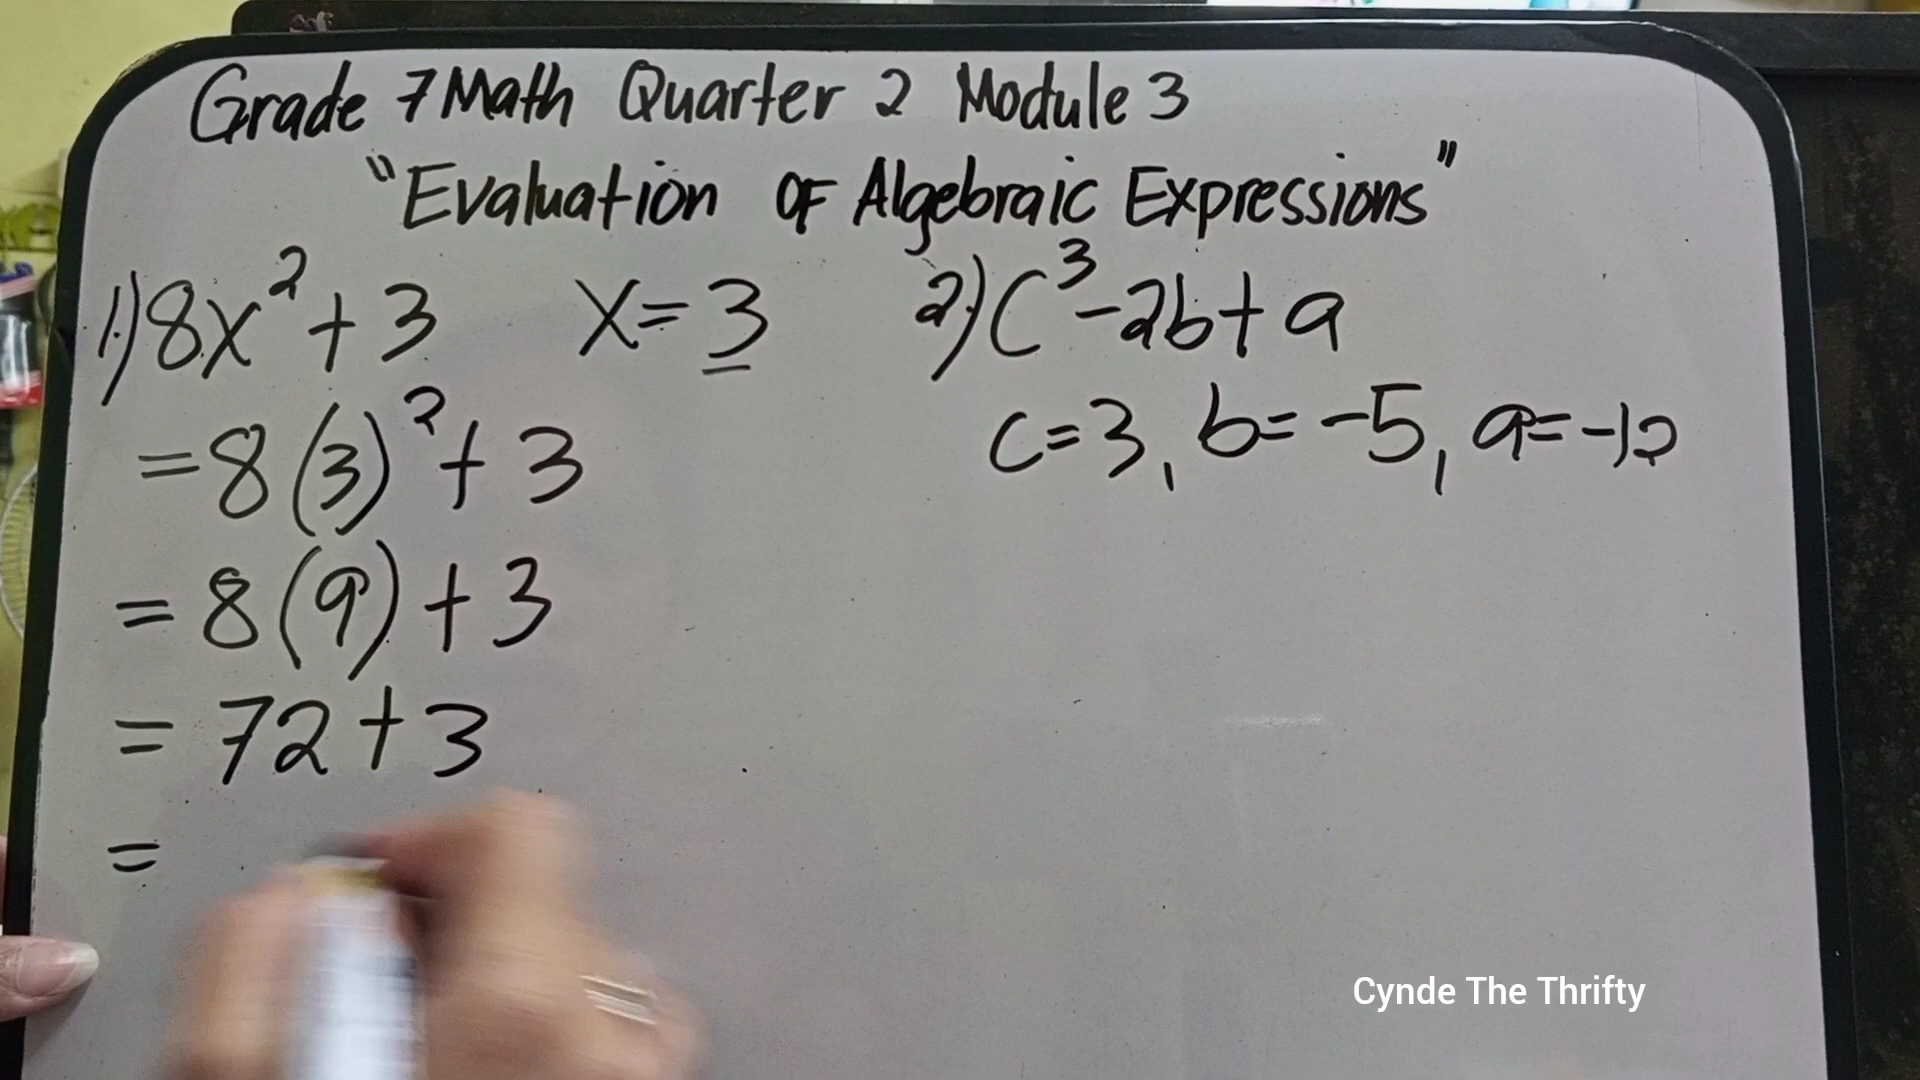 Grade 7 Math Quarter 2 Module 3
"Evaluation of Algebraic Expressions"
1.) 8x² + 3 x = 3
= 8(3)² + 3
= 8(9) + 3
= 72 + 3
=
2.) c³ - 2b + a
c = 3, b = -5, a = -12
Cynde The Thrifty